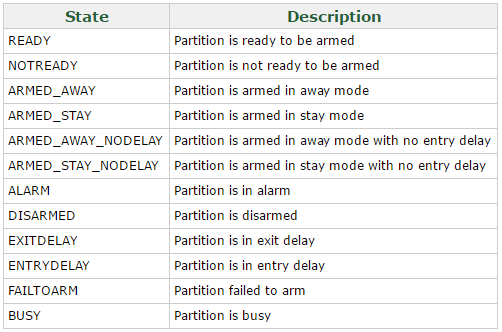 State Description
READY Partition is ready to be armed
NOTREADY Partition is not ready to be armed
ARMED_AWAY Partition is armed in away mode
ARMED_STAY Partition is armed in stay mode
ARMED_AWAY_NODELAY Partition is armed in away mode with no entry delay
ARMED_STAY_NODELAY Partition is armed in stay mode with no entry delay
ALARM Partition is in alarm
DISARMED Partition is disarmed
EXITDELAY Partition is in exit delay
ENTRYDELAY Partition is in entry delay
FAILTOARM Partition failed to arm
BUSY Partition is busy